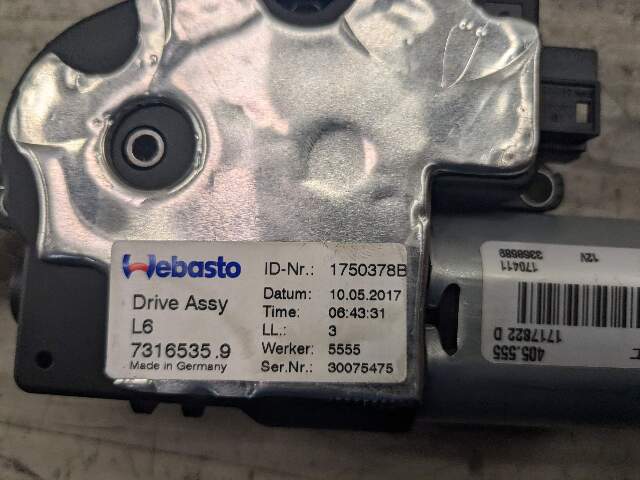 Webasto
Drive Assy
L6
7316535.9
Made in Germany
ID-Nr.: 1750378B
Datum: 10.05.2017
Time: 06:43:31
LL.: 3
Werker: 5555
Ser.Nr.: 30075475
405.555
1717822 D
170411 12V
33686689